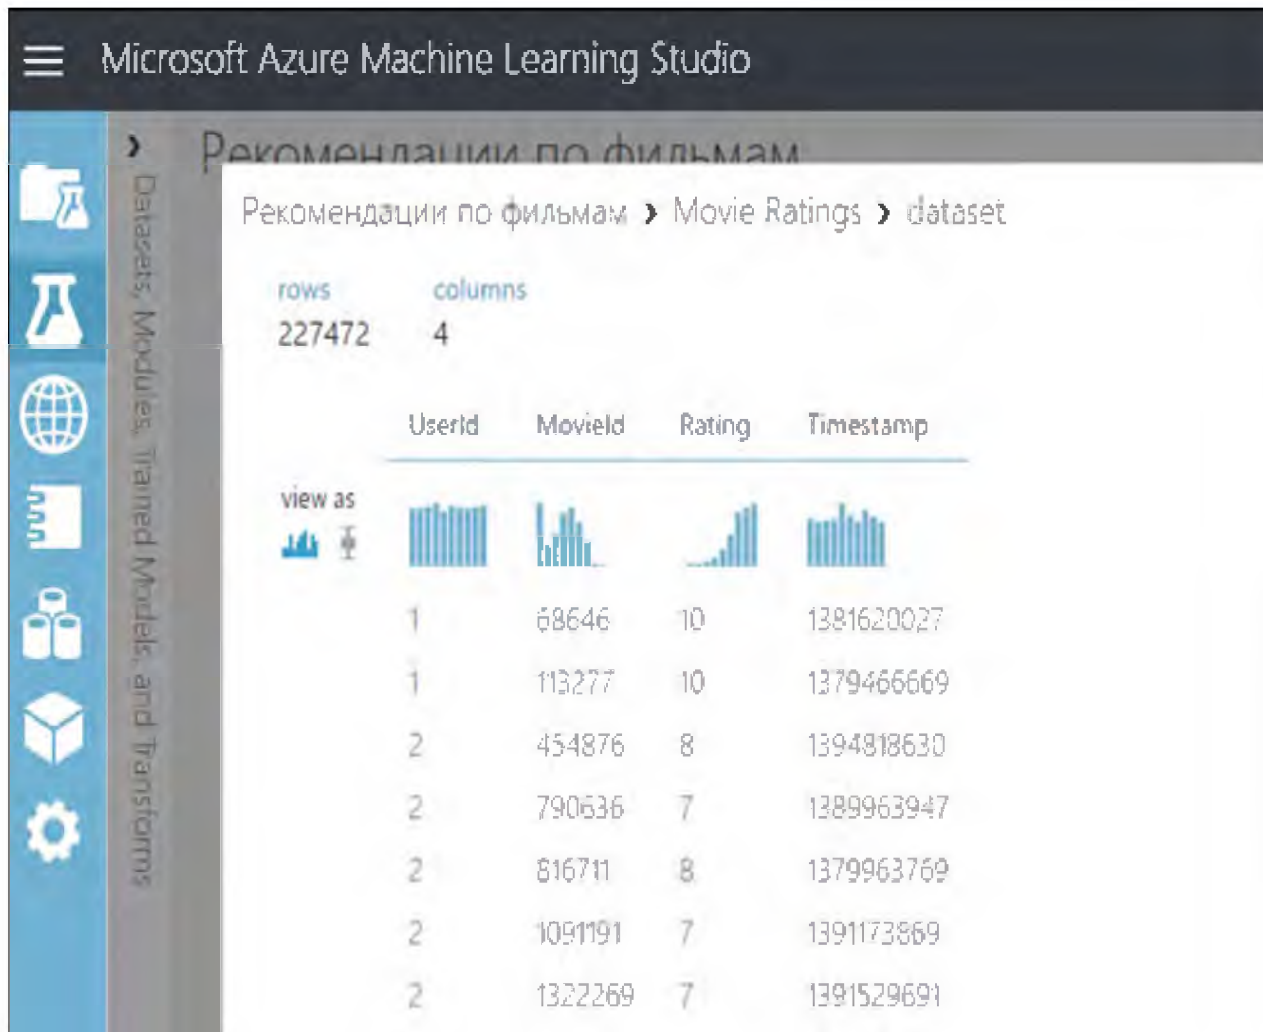 Microsoft Azure Machine Learning Studio
Рекомендации по фильмам
Datasets, Modules, Trained Models, and Transforms
Рекомендации по фильмам › Movie Ratings › dataset
rows columns
227472 4
UserId MovieId Rating Timestamp
view as
1 68646 10 1381620027
1 113277 10 1379466669
2 454876 8 1394818630
2 790636 7 1389963947
2 816711 8 1379963769
2 1091191 7 1391173869
2 1322269 7 1391529691